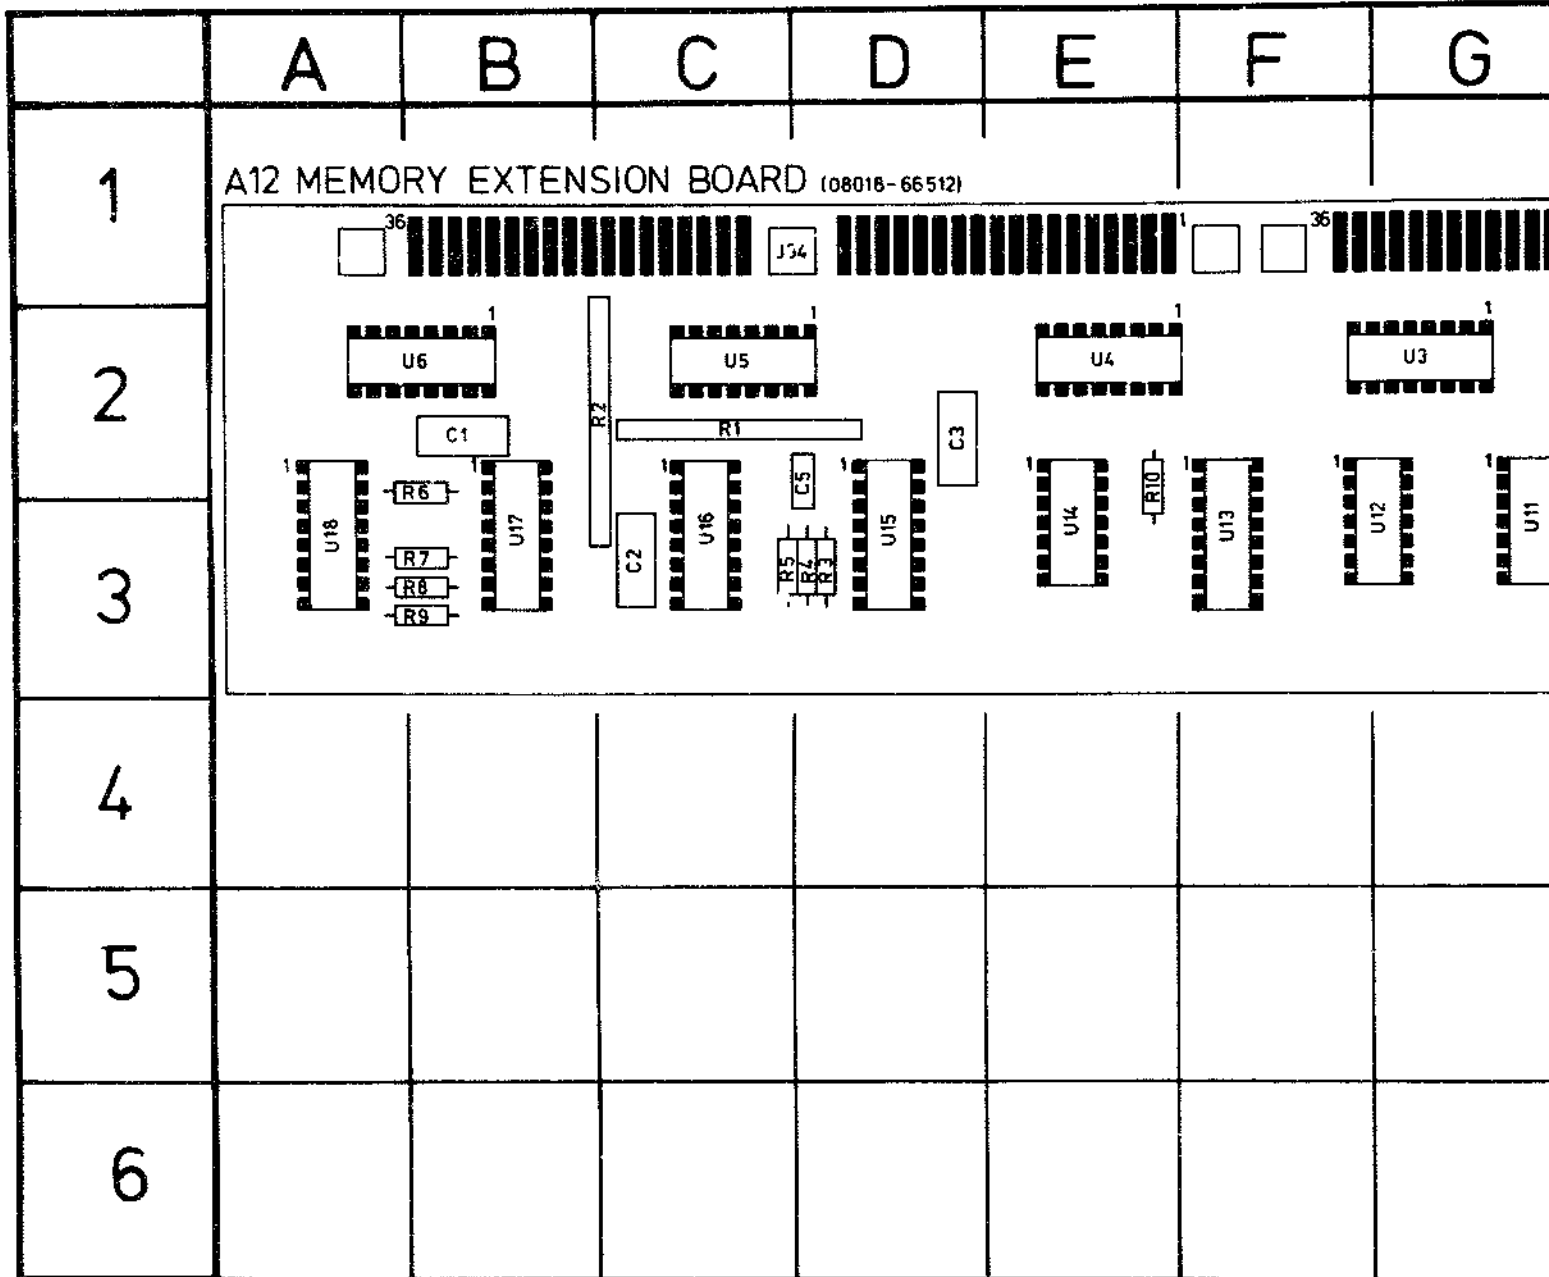 A B C D E F G
1
A12 MEMORY EXTENSION BOARD (08018-66512)
36 1 36
J34
2
1 1 1 1
U6 U5 U4 U3
R2 R1 C3
C1
1 1 1 1 1 1 1 1
C5 R10
R6
U18 U17 U16 U15 U14 U13 U12 U11
3
R7 C2 R5 R4 R3
R8
R9
4
5
6